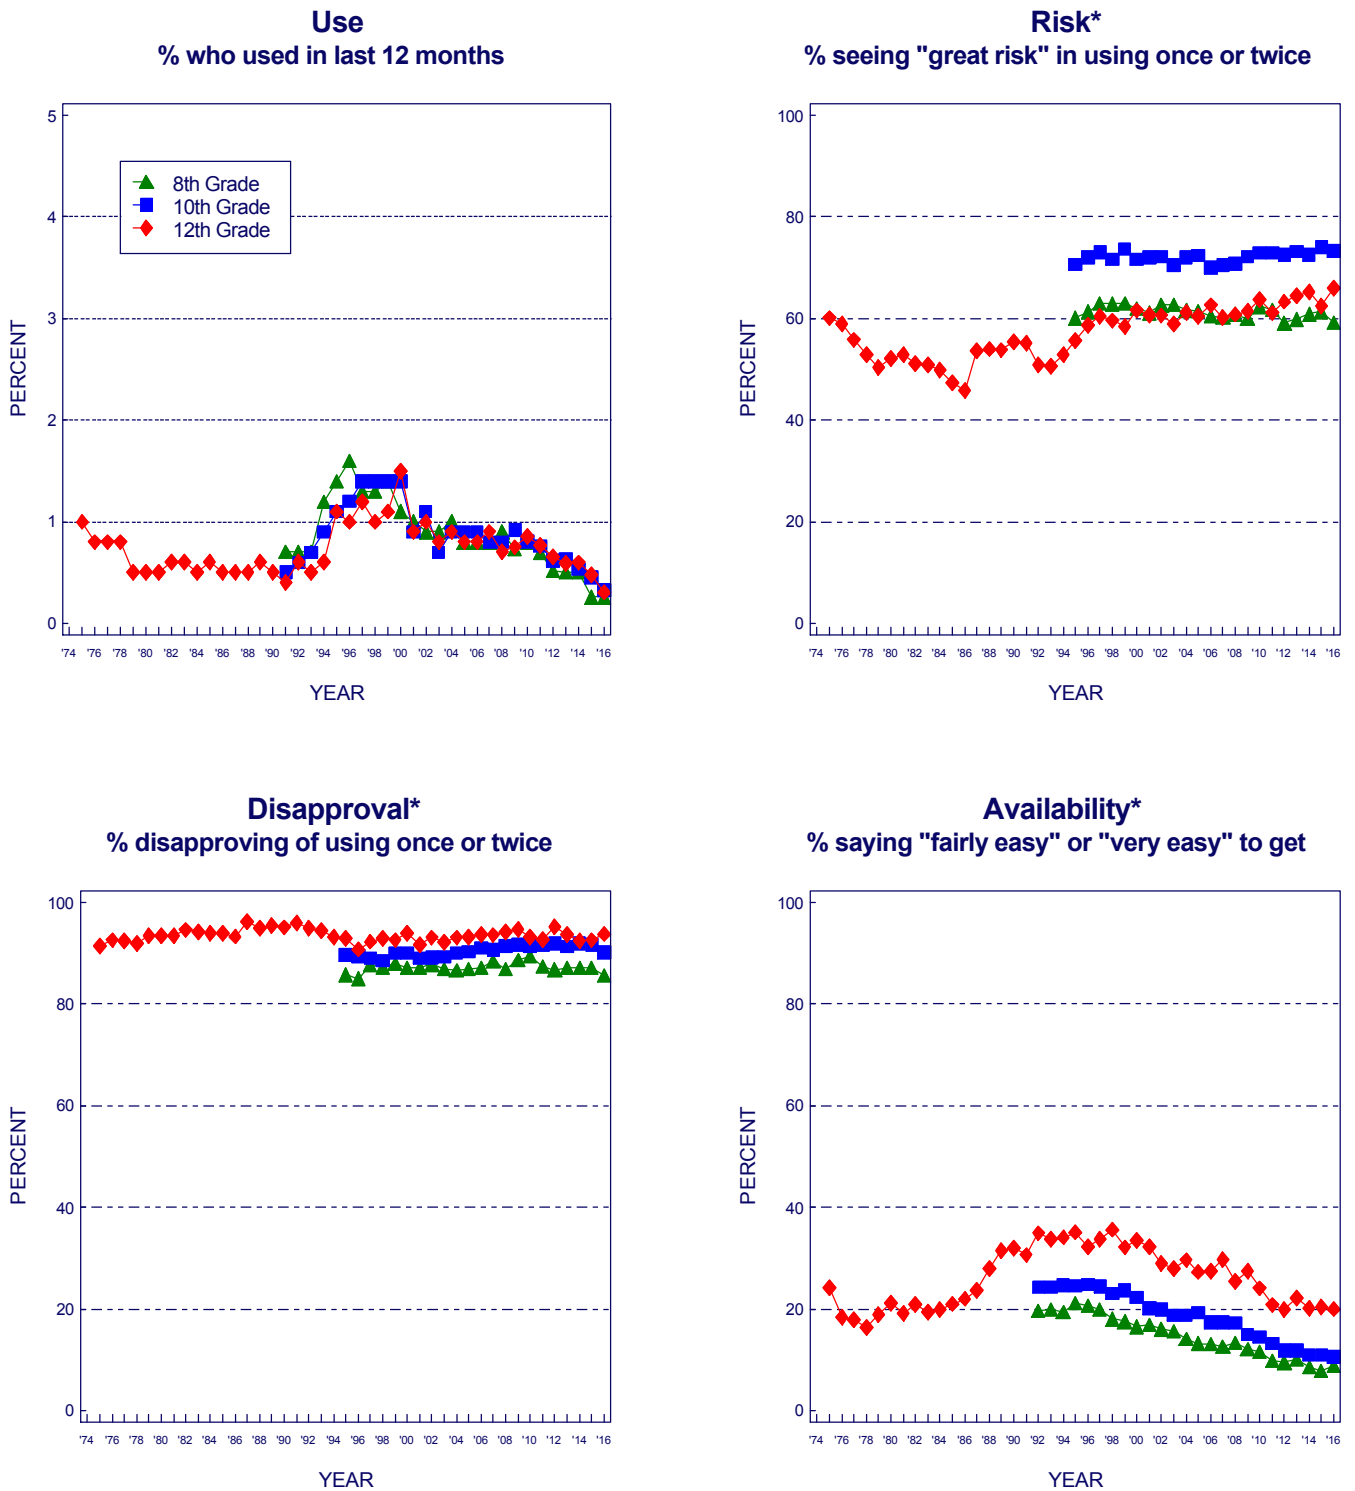 Use
% who used in last 12 months
5
4
3
2
1
0
PERCENT
8th Grade
10th Grade
12th Grade
'74 '76 '78 '80 '82 '84 '86 '88 '90 '92 '94 '96 '98 '00 '02 '04 '06 '08 '10 '12 '14 '16
YEAR
Risk*
% seeing "great risk" in using once or twice
100
80
60
40
20
0
PERCENT
'74 '76 '78 '80 '82 '84 '86 '88 '90 '92 '94 '96 '98 '00 '02 '04 '06 '08 '10 '12 '14 '16
YEAR
Disapproval*
% disapproving of using once or twice
100
80
60
40
20
0
PERCENT
'74 '76 '78 '80 '82 '84 '86 '88 '90 '92 '94 '96 '98 '00 '02 '04 '06 '08 '10 '12 '14 '16
YEAR
Availability*
% saying "fairly easy" or "very easy" to get
100
80
60
40
20
0
PERCENT
'74 '76 '78 '80 '82 '84 '86 '88 '90 '92 '94 '96 '98 '00 '02 '04 '06 '08 '10 '12 '14 '16
YEAR